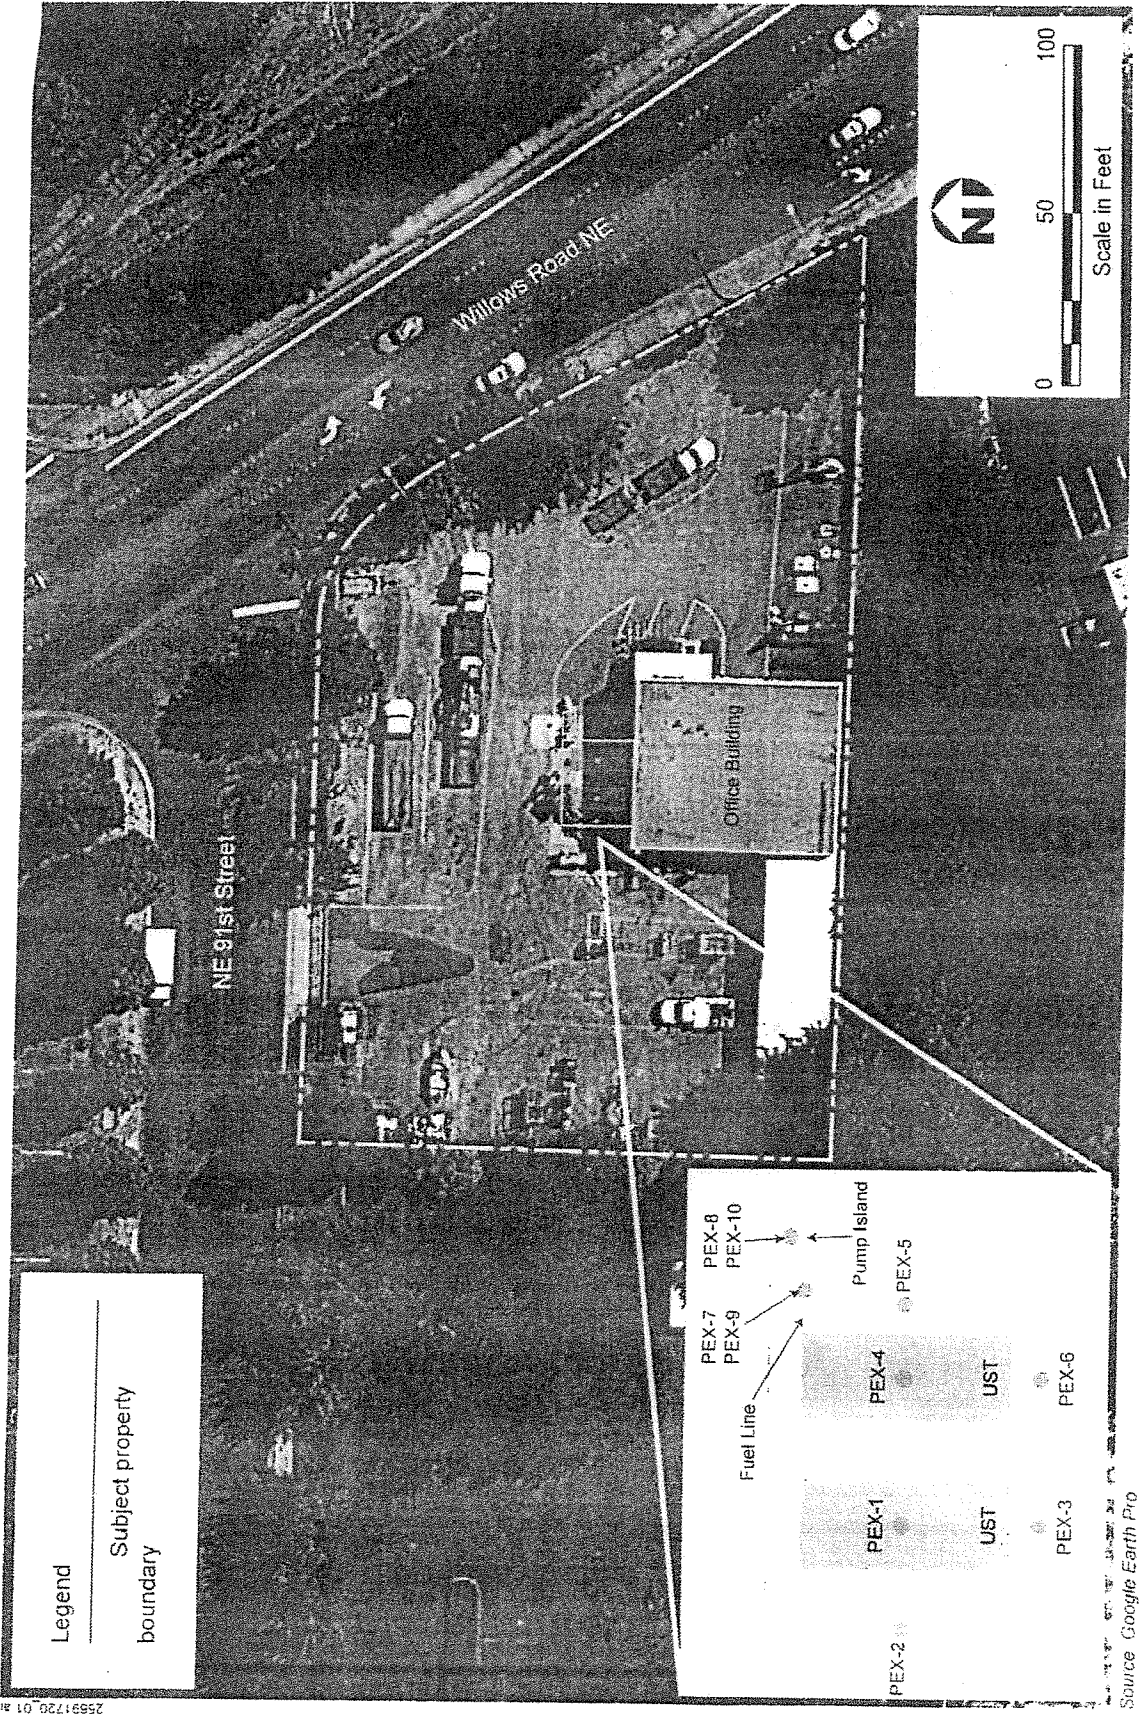 Legend
Subject property
boundary
NE 91st Street
Willows Road NE
Office Building
N
0
50
100
Scale in Feet
PEX-7
PEX-9
PEX-8
PEX-10
Fuel Line
Pump Island
PEX-1
PEX-4
PEX-2
PEX-5
UST
UST
PEX-3
PEX-6
Source Google Earth Pro